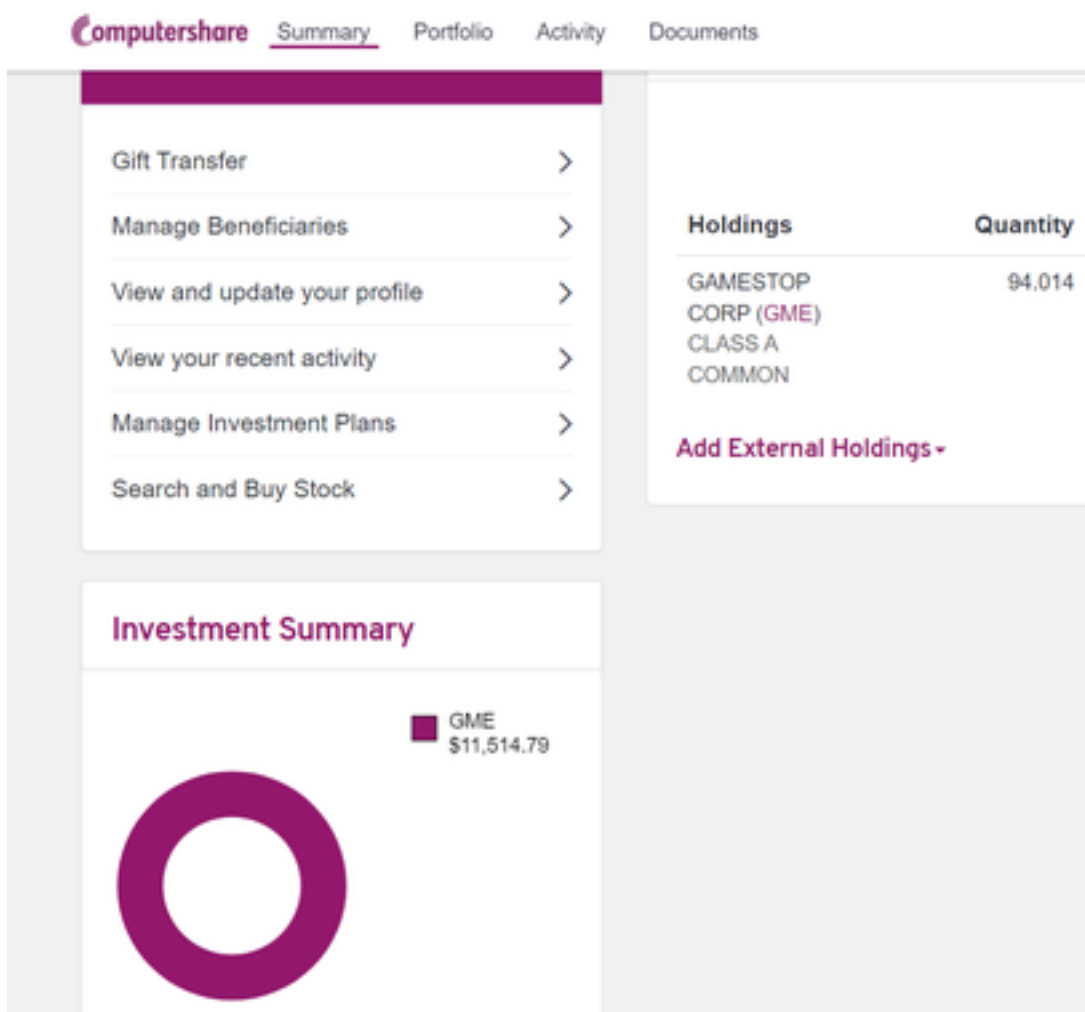 Computershare Summary Portfolio Activity Documents
Gift Transfer
Manage Beneficiaries
View and update your profile
View your recent activity
Manage Investment Plans
Search and Buy Stock
Holdings Quantity
GAMESTOP 94.014
CORP (GME)
CLASS A
COMMON
Add External Holdings
Investment Summary
GME
$11,514.79